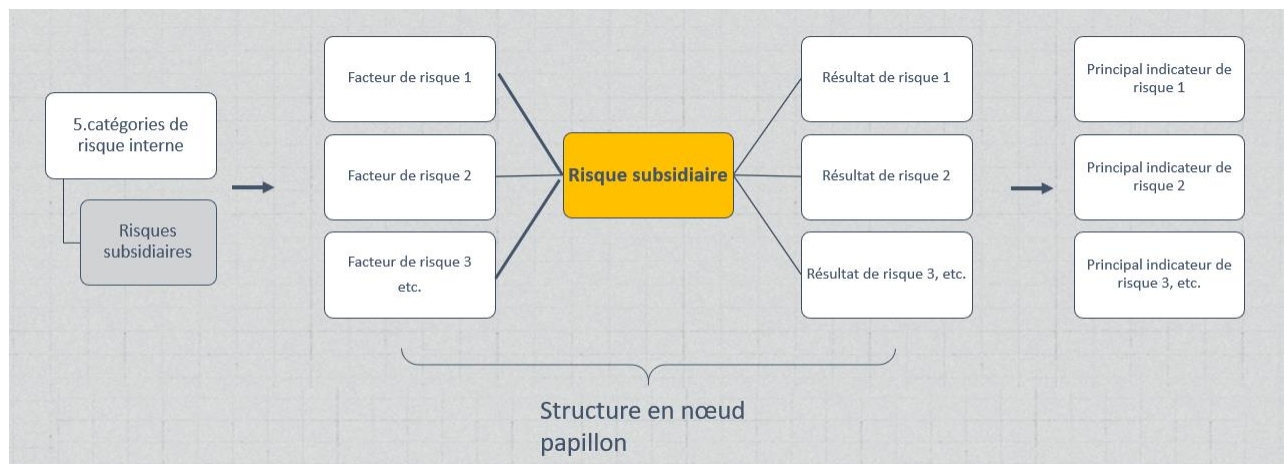 5.catégories de
risque interne
Risques
subsidiaires
Facteur de risque 1
Facteur de risque 2
Facteur de risque 3
etc.
Risque subsidiaire
Résultat de risque 1
Résultat de risque 2
Résultat de risque 3, etc.
Principal indicateur de
risque 1
Principal indicateur de
risque 2
Principal indicateur de
risque 3, etc.
Structure en nœud
papillon